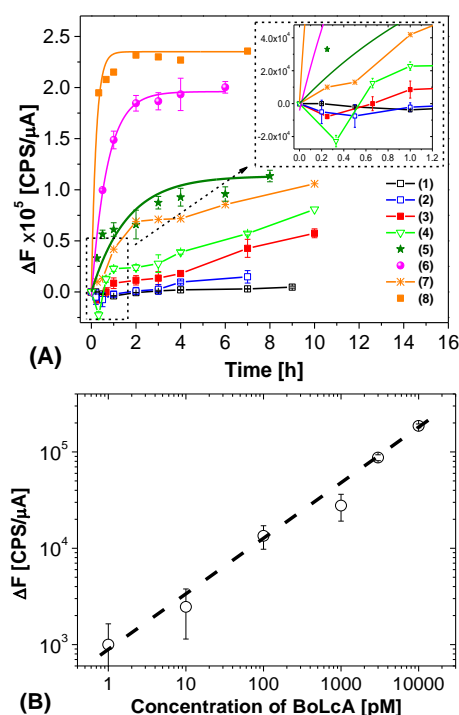 ΔF x10⁵ [CPS/μA]
2.5
2.0
1.5
1.0
0.5
0.0
0 2 4 6 8 10 12 14 16
Time [h]
(A)
4.0x10⁴
2.0x10⁴
0.0
-2.0x10⁴
0.0 0.2 0.4 0.6 0.8 1.0 1.2
(1)
(2)
(3)
(4)
(5)
(6)
(7)
(8)
ΔF [CPS/μA]
10⁵
10⁴
10³
1 10 100 1000 10000
Concentration of BoLcA [pM]
(B)